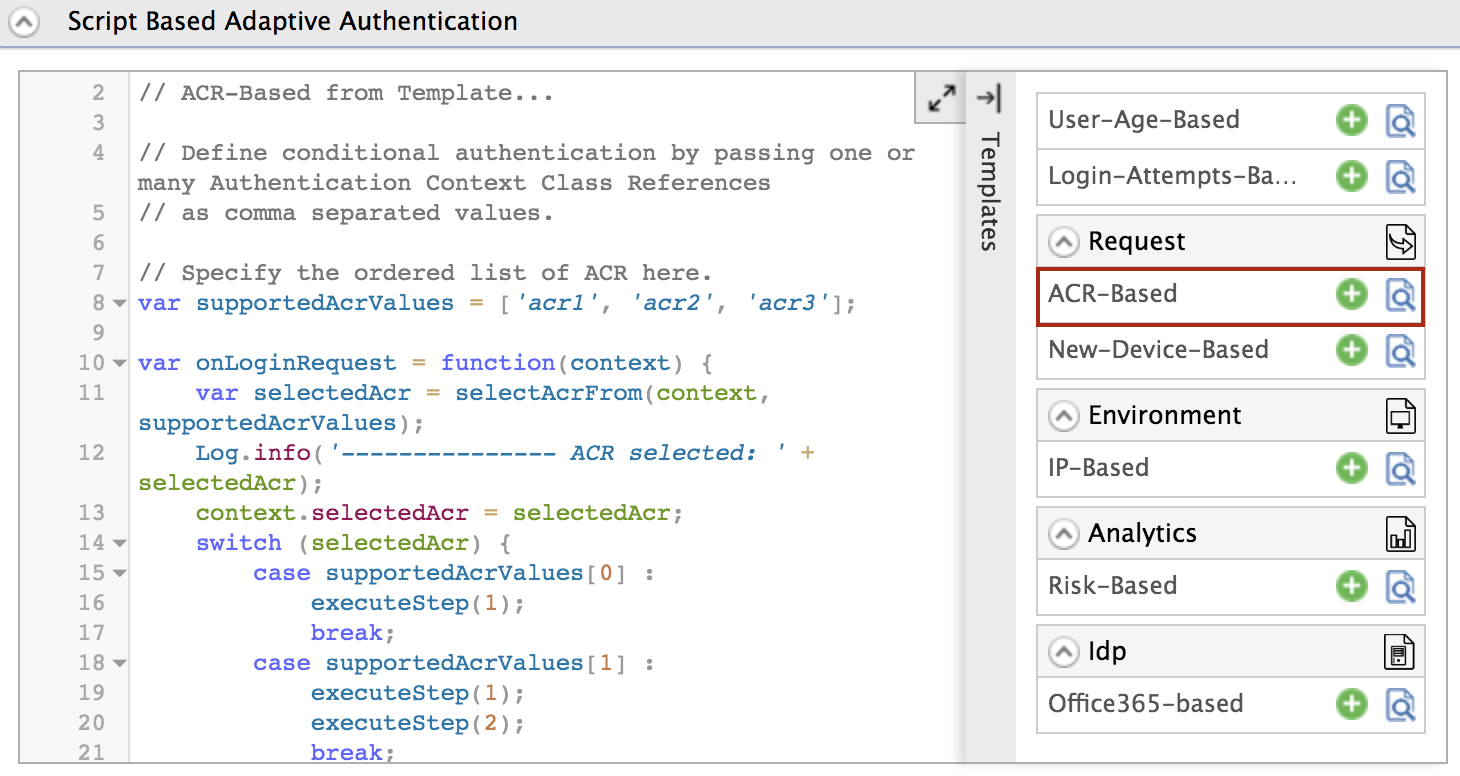 Script Based Adaptive Authentication
2 // ACR-Based from Template...
3
4 // Define conditional authentication by passing one or
many Authentication Context Class References
5 // as comma separated values.
6
7 // Specify the ordered list of ACR here.
8 var supportedAcrValues = ['acr1', 'acr2', 'acr3'];
9
10 var onLoginRequest = function(context) {
11     var selectedAcr = selectAcrFrom(context,
supportedAcrValues);
12     Log.info('--------------- ACR selected: ' +
selectedAcr);
13     context.selectedAcr = selectedAcr;
14     switch (selectedAcr) {
15         case supportedAcrValues[0] :
16             executeStep(1);
17             break;
18         case supportedAcrValues[1] :
19             executeStep(1);
20             executeStep(2);
21             break;
Templates
User-Age-Based
Login-Attempts-Ba...
Request
ACR-Based
New-Device-Based
Environment
IP-Based
Analytics
Risk-Based
Idp
Office365-based